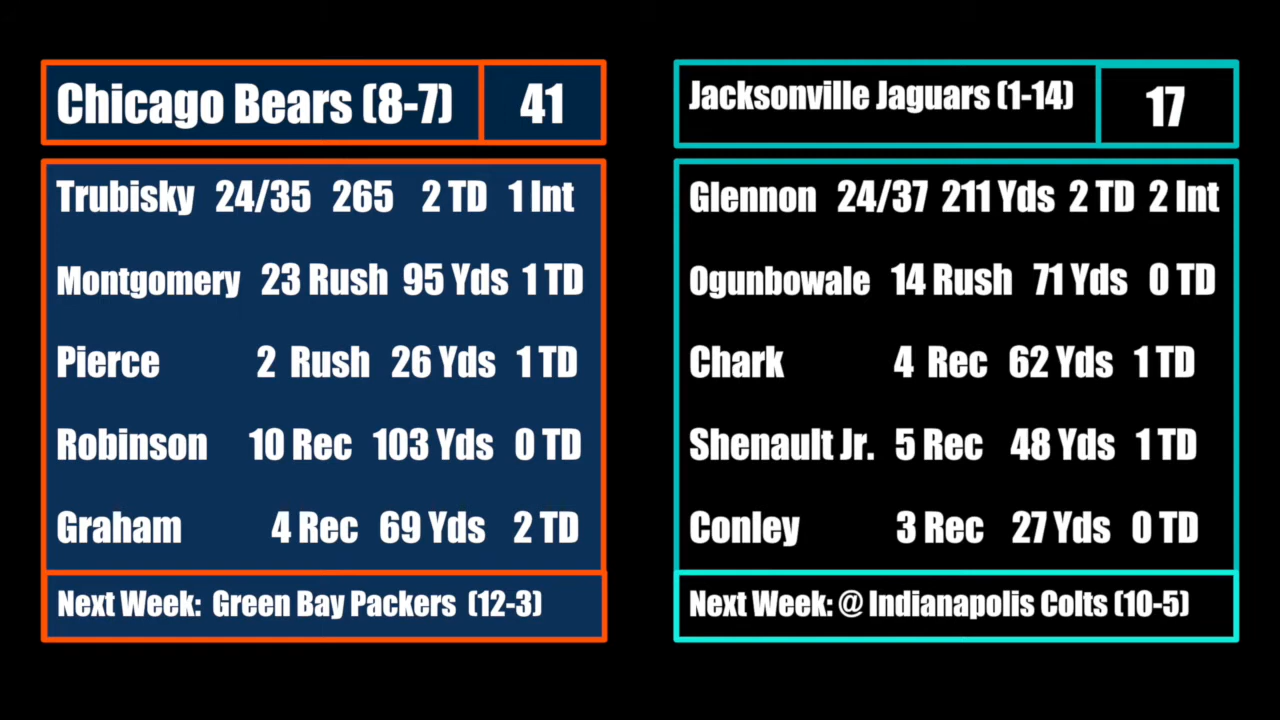 Chicago Bears (8-7) 41
Trubisky 24/35 265 2 TD 1 Int
Montgomery 23 Rush 95 Yds 1 TD
Pierce 2 Rush 26 Yds 1 TD
Robinson 10 Rec 103 Yds 0 TD
Graham 4 Rec 69 Yds 2 TD
Next Week: Green Bay Packers (12-3)
Jacksonville Jaguars (1-14) 17
Glennon 24/37 211 Yds 2 TD 2 Int
Ogunbowale 14 Rush 71 Yds 0 TD
Chark 4 Rec 62 Yds 1 TD
Shenault Jr. 5 Rec 48 Yds 1 TD
Conley 3 Rec 27 Yds 0 TD
Next Week: @ Indianapolis Colts (10-5)